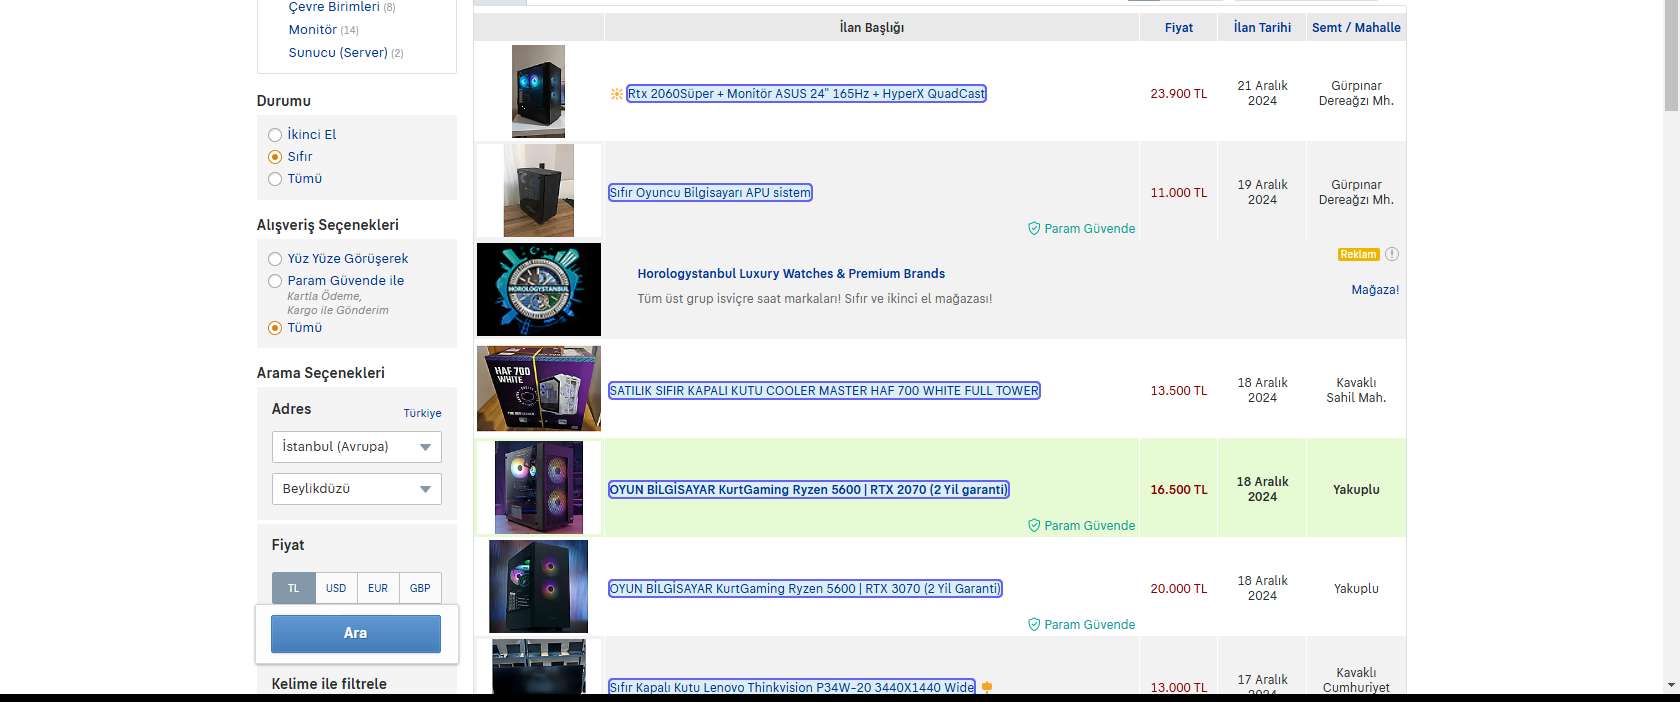 Çevre Birimleri (8)
Monitör (14)
Sunucu (Server) (2)
Durumu
İkinci El
Sıfır
Tümü
Alışveriş Seçenekleri
Yüz Yüze Görüşerek
Param Güvende ile
Kartla Ödeme,
Kargo ile Gönderim
Tümü
Arama Seçenekleri
Adres
Türkiye
İstanbul (Avrupa)
Beylikdüzü
Fiyat
TL USD EUR GBP
Ara
Kelime ile filtrele
İlan Başlığı Fiyat İlan Tarihi Semt / Mahalle
Rtx 2060Süper + Monitör ASUS 24" 165Hz + HyperX QuadCast
23.900 TL
21 Aralık
2024
Gürpınar
Dereağzı Mh.
Sıfır Oyuncu Bilgisayarı APU sistem
Param Güvende
11.000 TL
19 Aralık
2024
Gürpınar
Dereağzı Mh.
HOROLOGYSTANBUL
Horologystanbul Luxury Watches & Premium Brands
Tüm üst grup isviçre saat markaları! Sıfır ve ikinci el mağazası!
Reklam
Mağaza!
HAF 700
WHITE
SATILIK SIFIR KAPALI KUTU COOLER MASTER HAF 700 WHITE FULL TOWER
13.500 TL
18 Aralık
2024
Kavaklı
Sahil Mah.
OYUN BİLGİSAYAR KurtGaming Ryzen 5600 | RTX 2070 (2 Yil garanti)
Param Güvende
16.500 TL
18 Aralık
2024
Yakuplu
OYUN BİLGİSAYAR KurtGaming Ryzen 5600 | RTX 3070 (2 Yil Garanti)
Param Güvende
20.000 TL
18 Aralık
2024
Yakuplu
Sıfır Kapalı Kutu Lenovo Thinkvision P34W-20 3440X1440 Wide
13.000 TL
17 Aralık
2024
Kavaklı
Cumhuriyet